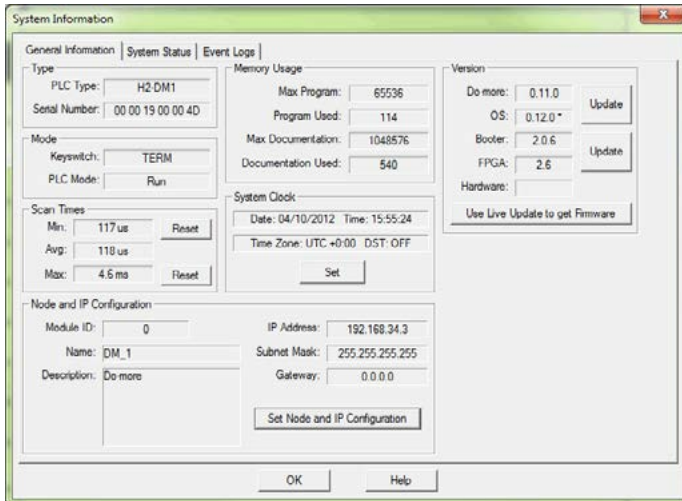 System Information
General Information System Status Event Logs
Type
PLC Type: H2-DM1
Serial Number: 00 00 19 00 00 4D
Mode
Keyswitch: TERM
PLC Mode: Run
Scan Times
Min: 117 us Reset
Avg: 118 us
Max: 4.6 ms Reset
Memory Usage
Max Program: 65536
Program Used: 114
Max Documentation: 1048576
Documentation Used: 540
System Clock
Date: 04/10/2012 Time: 15:55:24
Time Zone: UTC +0:00 DST: OFF
Set
Version
Do-more: 0.11.0
OS: 0.12.0 *
Update
Booter: 2.0.6
FPGA: 2.6
Update
Hardware:
Use Live Update to get Firmware
Node and IP Configuration
Module ID: 0
Name: DM_1
Description: Do-more
IP Address: 192.168.34.3
Subnet Mask: 255.255.255.255
Gateway: 0.0.0.0
Set Node and IP Configuration
OK Help